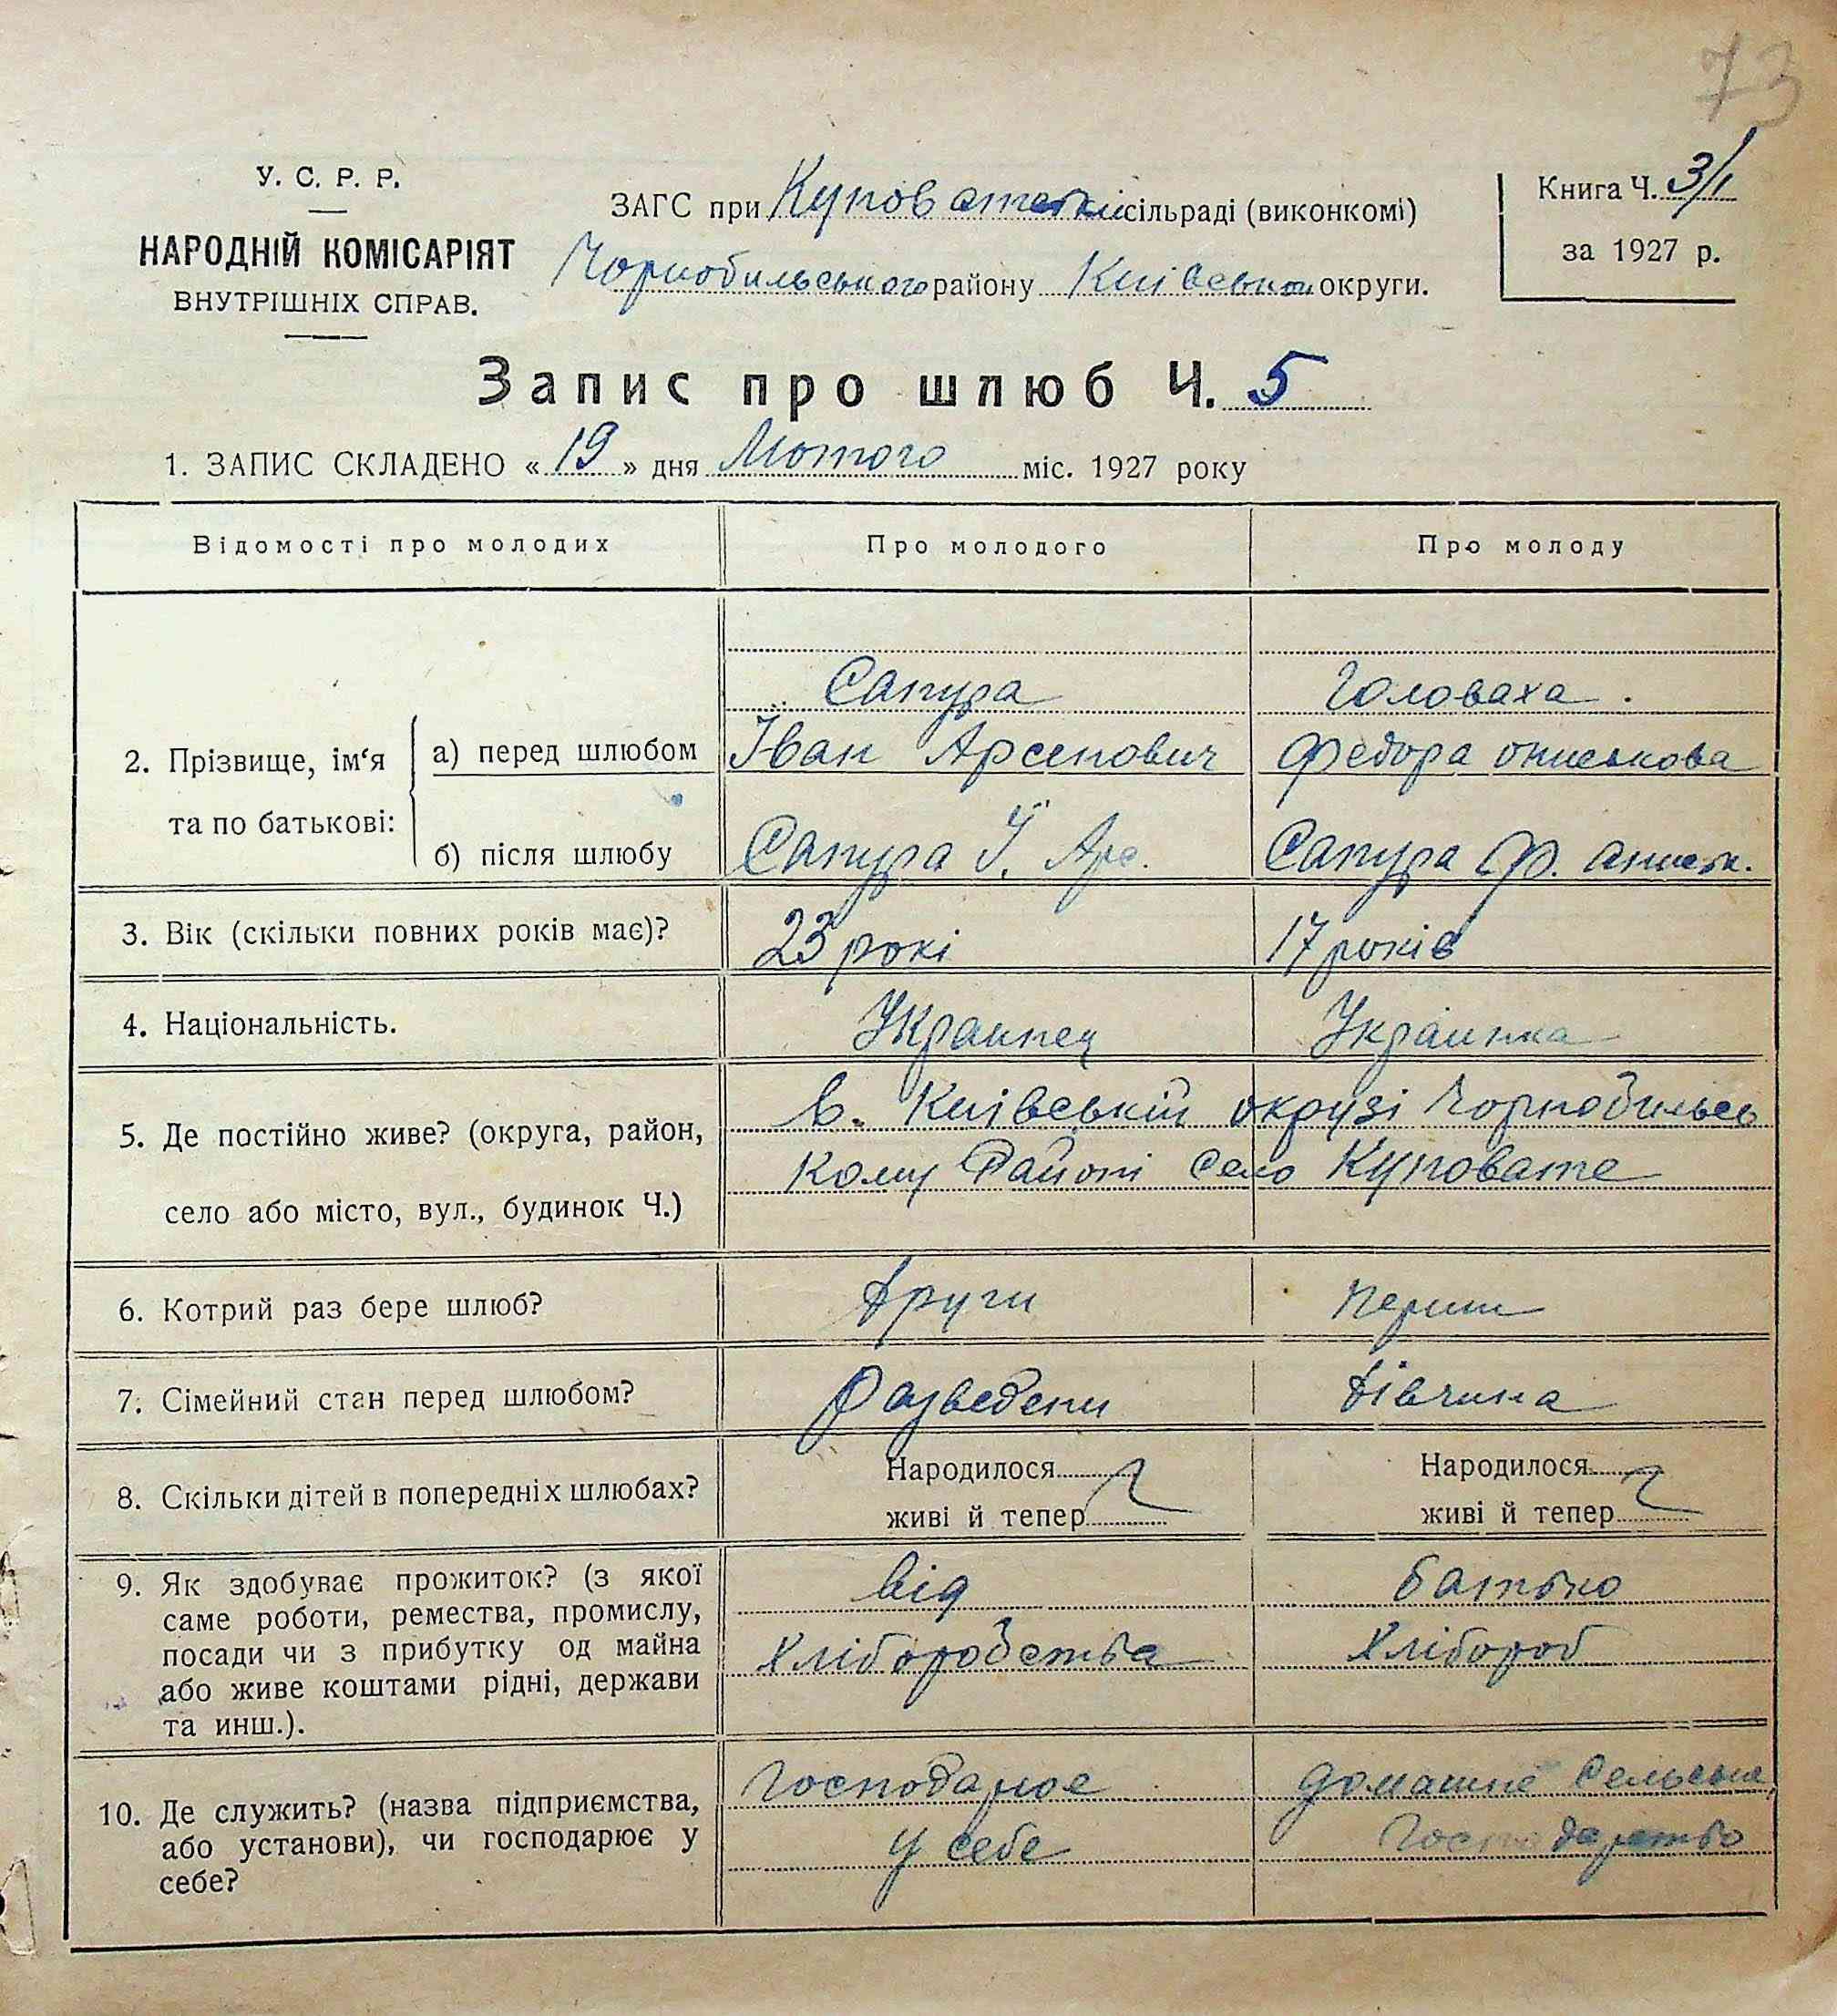 73
У. С. Р. Р.
НАРОДНІЙ КОМІСАРІЯТ
ВНУТРІШНІХ СПРАВ.
ЗАГС при Куповатській сільраді (виконкомі)
Чорнобильського району Київської округи.
Книга Ч. 3/1
за 1927 р.
Запис про шлюб Ч. 5
1. ЗАПИС СКЛАДЕНО « 19 » дня Лютого міс. 1927 року
Відомості про молодих
Про молодого
Про молоду
2. Прізвище, ім‘я
та по батькові:
а) перед шлюбом
Сапура
Іван Арсенович
Головаха.
Федора ониськова
б) після шлюбу
Сапура Ї. Арс.
Сапура Ф. аниськ.
3. Вік (скільки повних років має)?
23 рокі
17 років
4. Національність.
Украинец
Украинка
5. Де постійно живе? (округа, район,
село або місто, вул., будинок Ч.)
в. Київській окрузі Чорнобильсь
кому Районі село Куповате
6. Котрий раз бере шлюб?
други
перши
7. Сімейний стан перед шлюбом?
Разведени
дівчина
8. Скільки дітей в попередніх шлюбах?
Народилося
живі й тепер
Народилося
живі й тепер
9. Як здобуває прожиток? (з якої
саме роботи, ремества, промислу,
посади чи з прибутку од майна
або живе коштами рідні, держави
та инш.).
від
Хліборобства
батько
Хлібороб
10. Де служить? (назва підприємства,
або установи), чи господарює у
себе?
Господарює
у себе
домашнє Сельське
Господарство